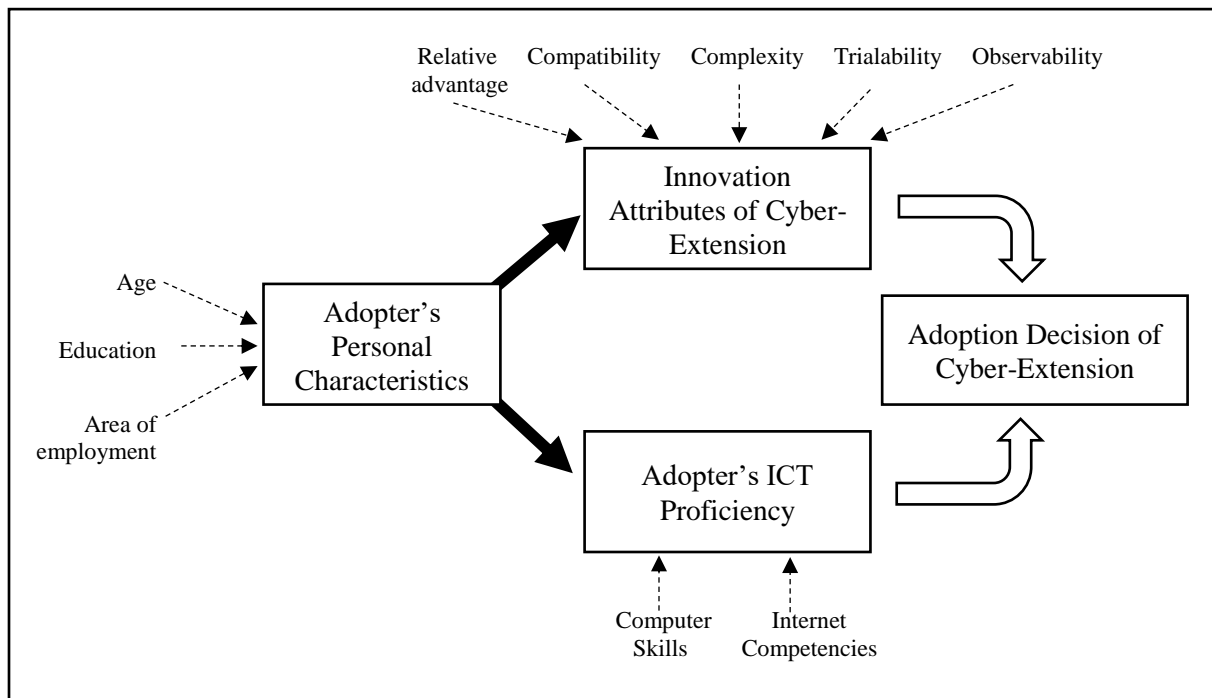 Relative
advantage
Compatibility
Complexity
Trialability
Observability
Innovation
Attributes of Cyber-
Extension
Age
Education
Area of
employment
Adopter’s
Personal
Characteristics
Adoption Decision of
Cyber-Extension
Adopter’s ICT
Proficiency
Computer
Skills
Internet
Competencies